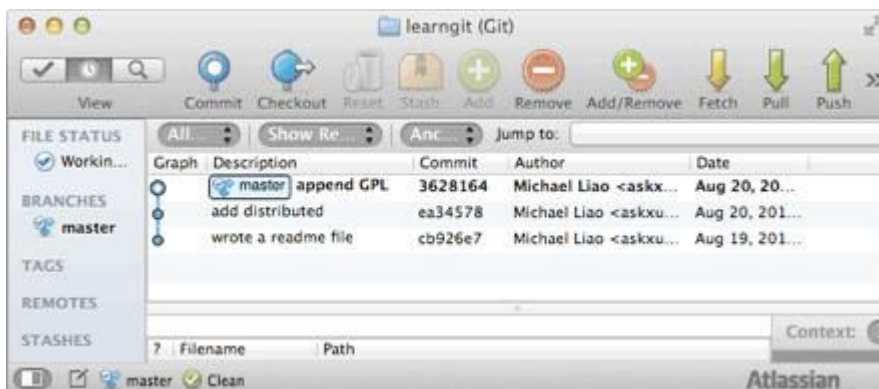 learngit (Git)
View Commit Checkout Reset Stash Add Remove Add/Remove Fetch Pull Push
FILE STATUS
Workin...
BRANCHES
master
TAGS
REMOTES
STASHES
All... Show Re... Anc... Jump to:
Graph Description Commit Author Date
master append GPL 3628164 Michael Liao <askx... Aug 20, 20...
add distributed ea34578 Michael Liao <askxu... Aug 20, 201...
wrote a readme file cb926e7 Michael Liao <askxu... Aug 19, 201...
Context:
? Filename Path
master Clean Atlassian